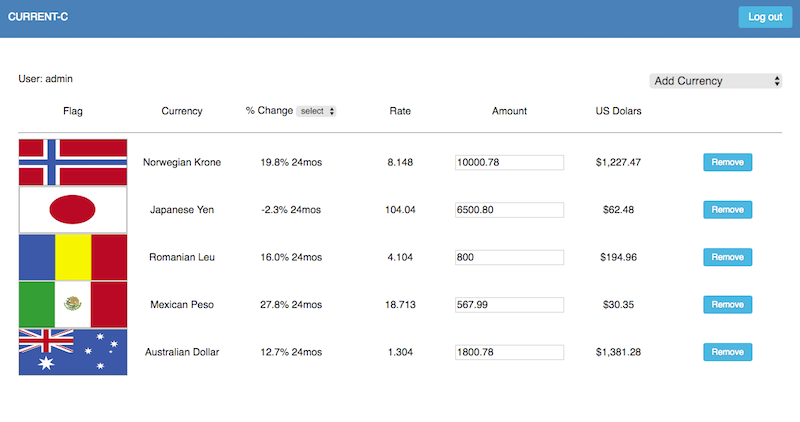 CURRENT-C Log out
User: admin Add Currency
Flag Currency % Change select Rate Amount US Dolars
Norwegian Krone 19.8% 24mos 8.148 10000.78 $1,227.47 Remove
Japanese Yen -2.3% 24mos 104.04 6500.80 $62.48 Remove
Romanian Leu 16.0% 24mos 4.104 800 $194.96 Remove
Mexican Peso 27.8% 24mos 18.713 567.99 $30.35 Remove
Australian Dollar 12.7% 24mos 1.304 1800.78 $1,381.28 Remove